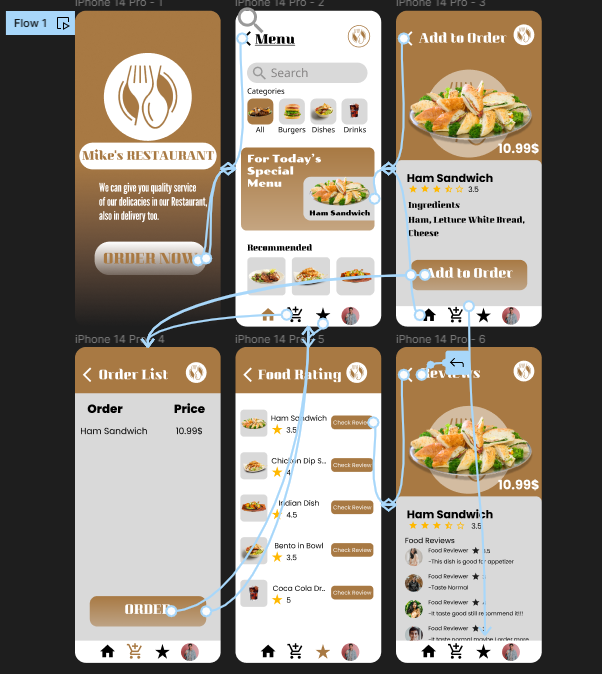 Flow 1
iPhone 14 Pro - 1
iPhone 14 Pro - 2
iPhone 14 Pro - 3
Mike's RESTAURANT
We can give you quality service
of our delicacies in our Restaurant,
also in delivery too.
ORDER NOW
Menu
Search
Categories
All
Burgers
Dishes
Drinks
For Today's
Special
Menu
Ham Sandwich
Recommended
Add to Order
10.99$
Ham Sandwich
3.5
Ingredients
Ham, Lettuce White Bread,
Cheese
Add to Order
iPhone 14 Pro - 4
iPhone 14 Pro - 5
iPhone 14 Pro - 6
Order List
Order
Price
Ham Sandwich
10.99$
ORDER
Food Rating
Ham Sandwich
3.5
Check Review
Chicken Dip S...
4
Check Review
Indian Dish
4.5
Check Review
Bento in Bowl
3.5
Check Review
Coca Cola Dr..
5
Check Review
Reviews
10.99$
Ham Sandwich
3.5
Food Reviews
Food Reviewer
3.5
-This dish is good for appetizer
Food Reviewer
-Taste Normal
Food Reviewer
-it taste good still recommend it!!!
Food Reviewer
-it taste normal maybe i order more